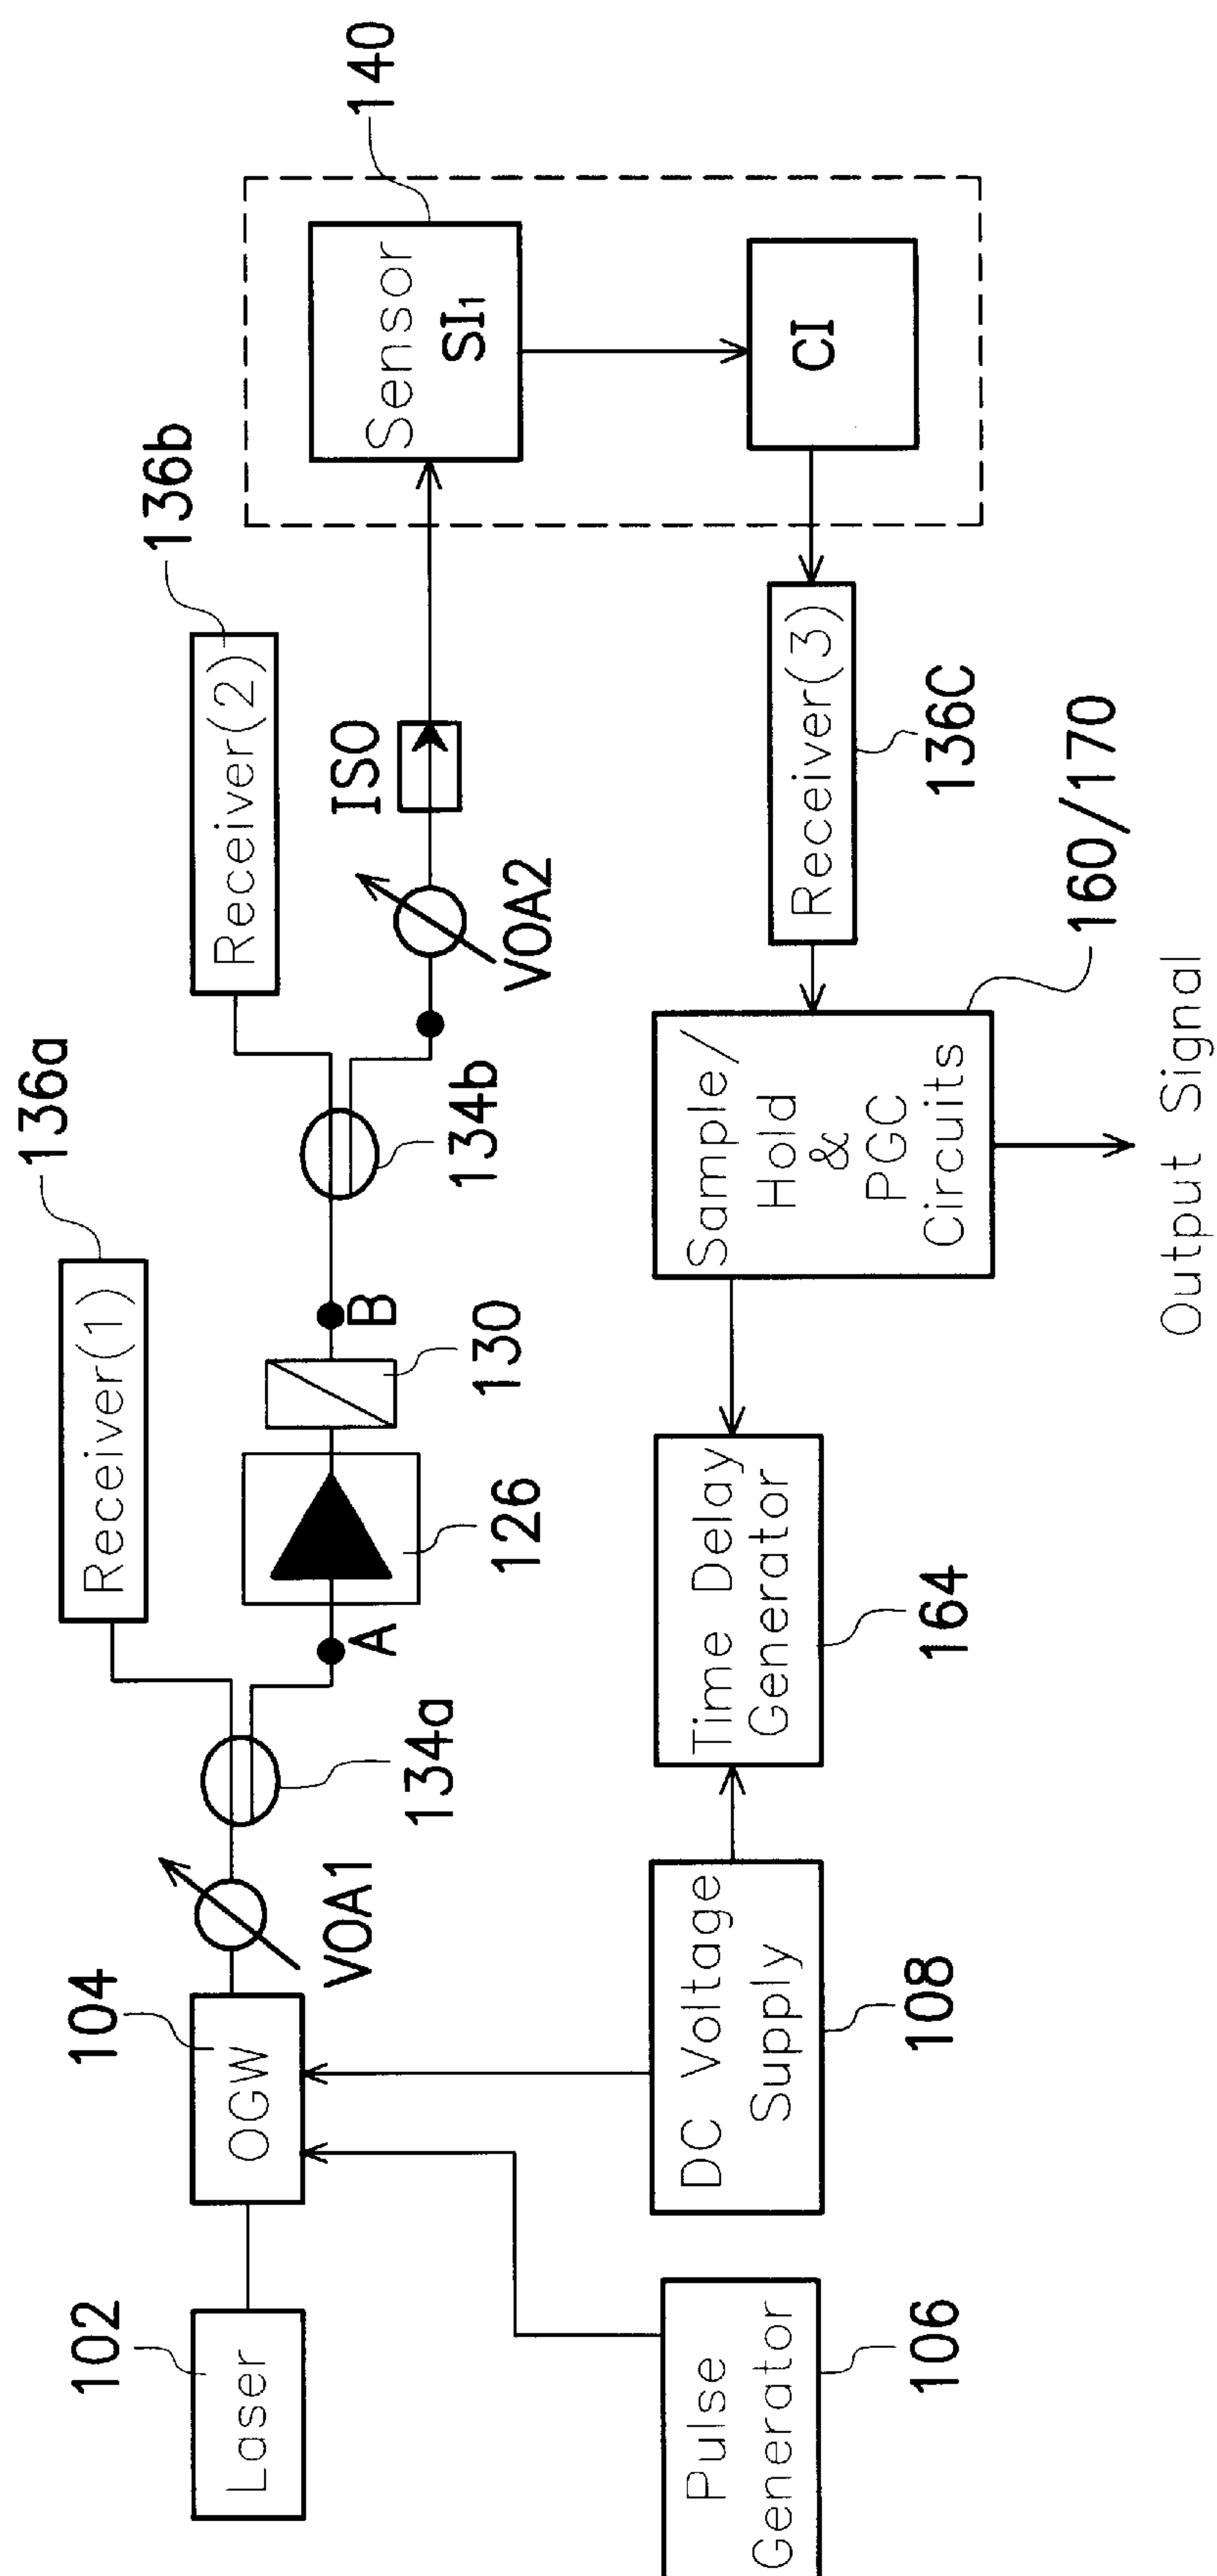 136a
Receiver(1)
136b
Receiver(2)
140
Sensor
SI1
CI
104
OGW
102
Laser
VOA1
134a
A
126
130
B
134b
VOA2
ISO
Pulse
Generator
106
DC Voltage
Supply
108
Time Delay
Generator
164
Sample/
Hold
&
PGC
Circuits
160/170
Receiver(3)
136C
Output Signal